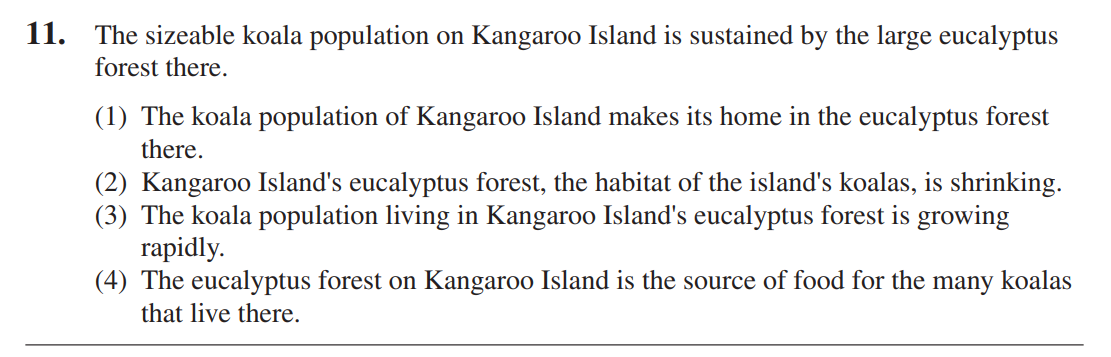 11. The sizeable koala population on Kangaroo Island is sustained by the large eucalyptus
forest there.
(1) The koala population of Kangaroo Island makes its home in the eucalyptus forest
there.
(2) Kangaroo Island's eucalyptus forest, the habitat of the island's koalas, is shrinking.
(3) The koala population living in Kangaroo Island's eucalyptus forest is growing
rapidly.
(4) The eucalyptus forest on Kangaroo Island is the source of food for the many koalas
that live there.